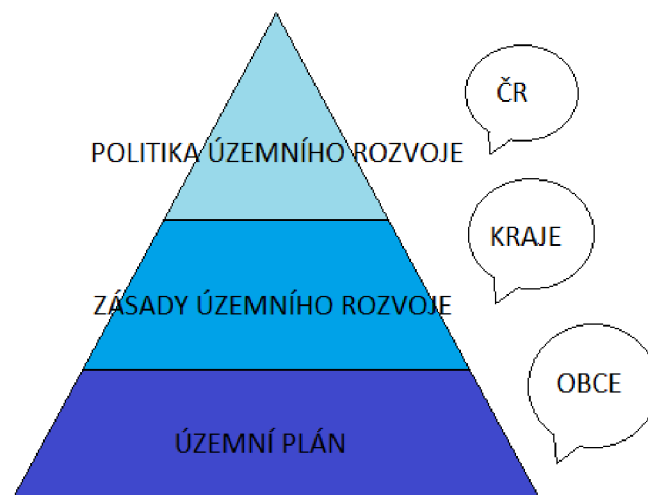 ČR
POLITIKA ÚZEMNÍHO ROZVOJE
KRAJE
ZÁSADY ÚZEMNÍHO ROZVOJE
OBCE
ÚZEMNÍ PLÁN